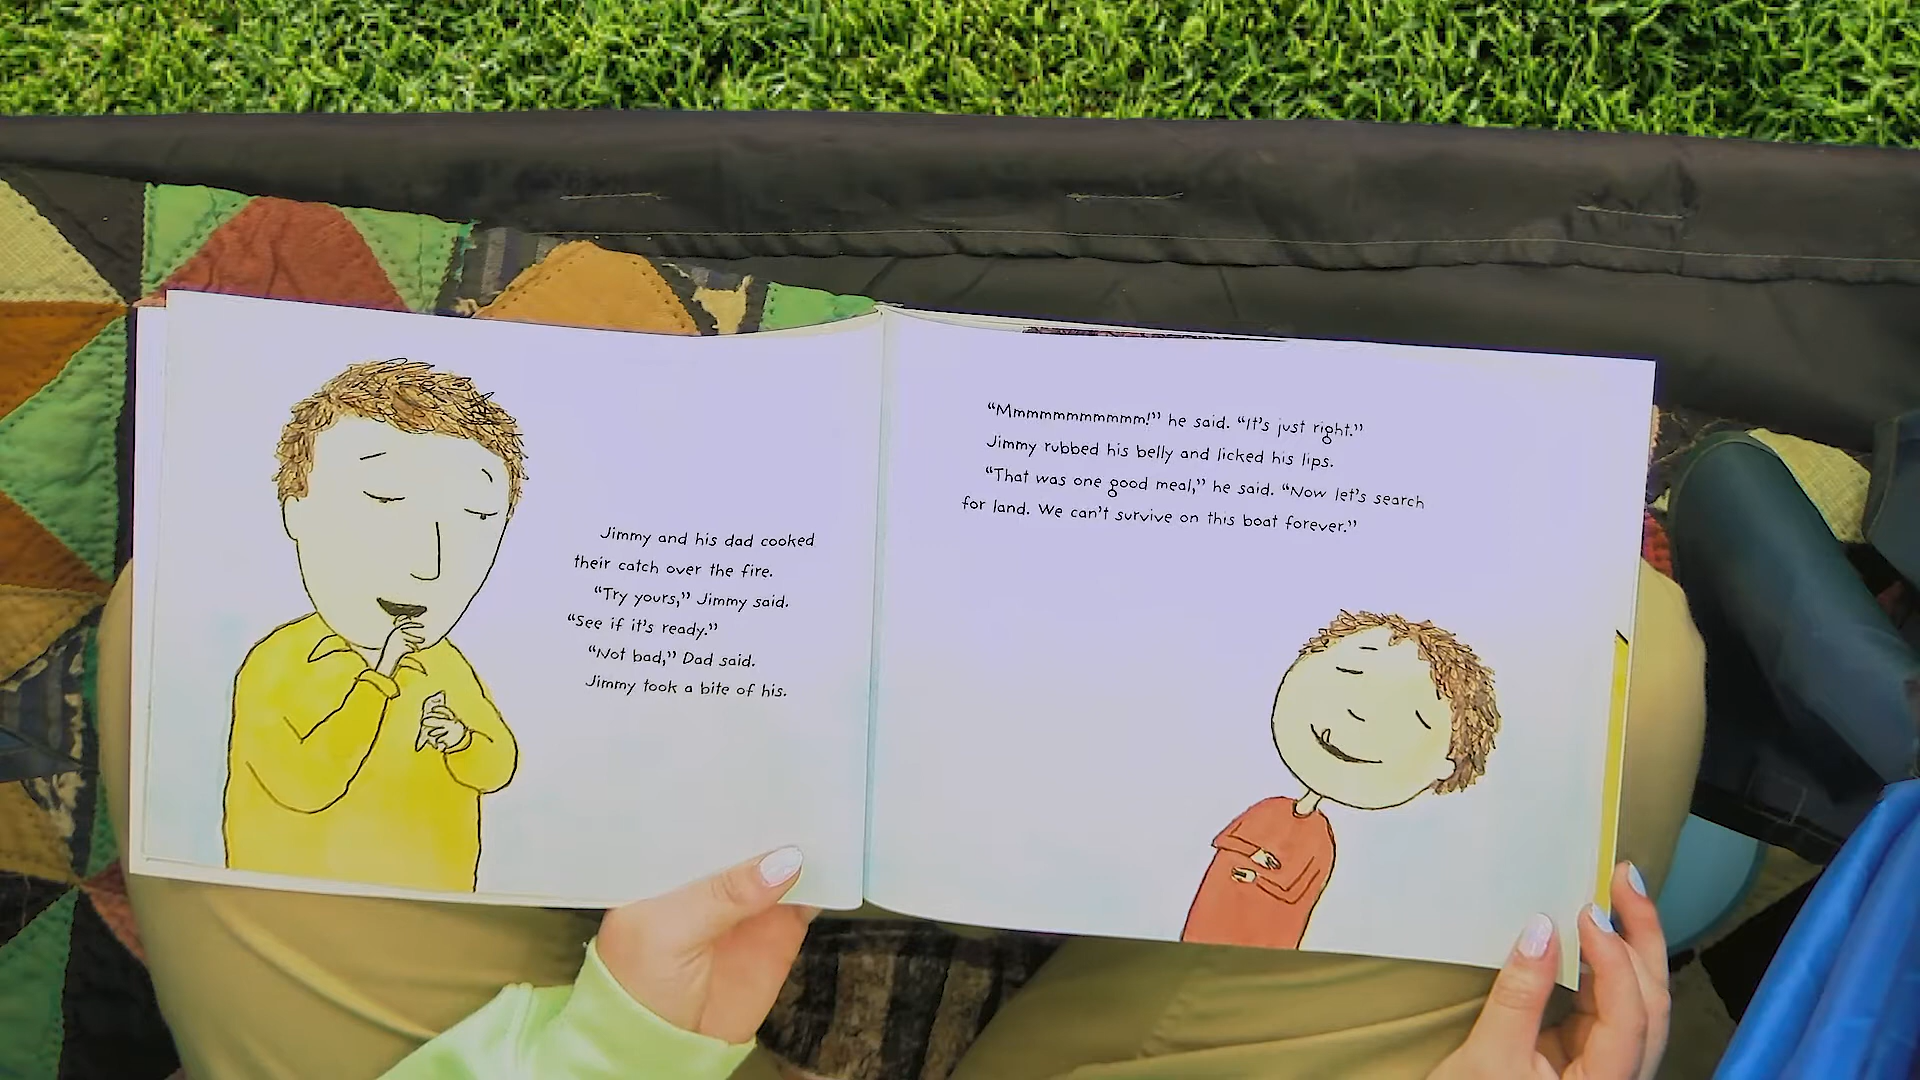 Jimmy and his dad cooked
their catch over the fire.
“Try yours,” Jimmy said.
“See if it's ready.”
“Not bad,” Dad said.
Jimmy took a bite of his.
“Mmmmmmmmmmm!” he said. “It's just right.”
Jimmy rubbed his belly and licked his lips.
“That was one good meal,” he said. “Now let's search
for land. We can't survive on this boat forever.”